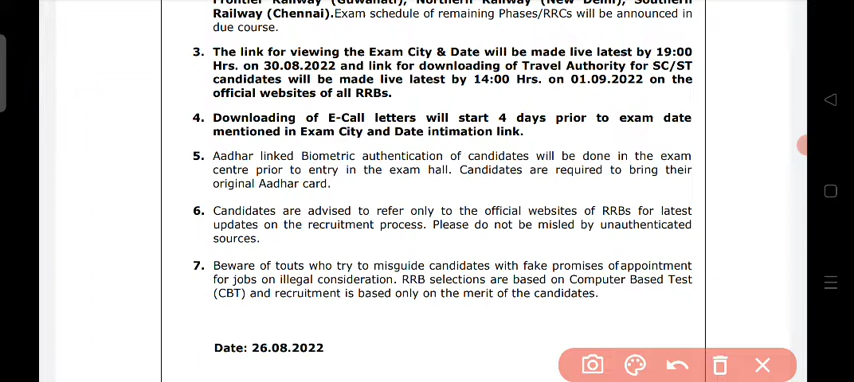 Frontier Railway (Guwahati), Northern Railway (New Delhi), Southern
Railway (Chennai).Exam schedule of remaining Phases/RRCs will be announced in
due course.
3. The link for viewing the Exam City & Date will be made live latest by 19:00
Hrs. on 30.08.2022 and link for downloading of Travel Authority for SC/ST
candidates will be made live latest by 14:00 Hrs. on 01.09.2022 on the
official websites of all RRBs.
4. Downloading of E-Call letters will start 4 days prior to exam date
mentioned in Exam City and Date intimation link.
5. Aadhar linked Biometric authentication of candidates will be done in the exam
centre prior to entry in the exam hall. Candidates are required to bring their
original Aadhar card.
6. Candidates are advised to refer only to the official websites of RRBs for latest
updates on the recruitment process. Please do not be misled by unauthenticated
sources.
7. Beware of touts who try to misguide candidates with fake promises of appointment
for jobs on illegal consideration. RRB selections are based on Computer Based Test
(CBT) and recruitment is based only on the merit of the candidates.
Date: 26.08.2022